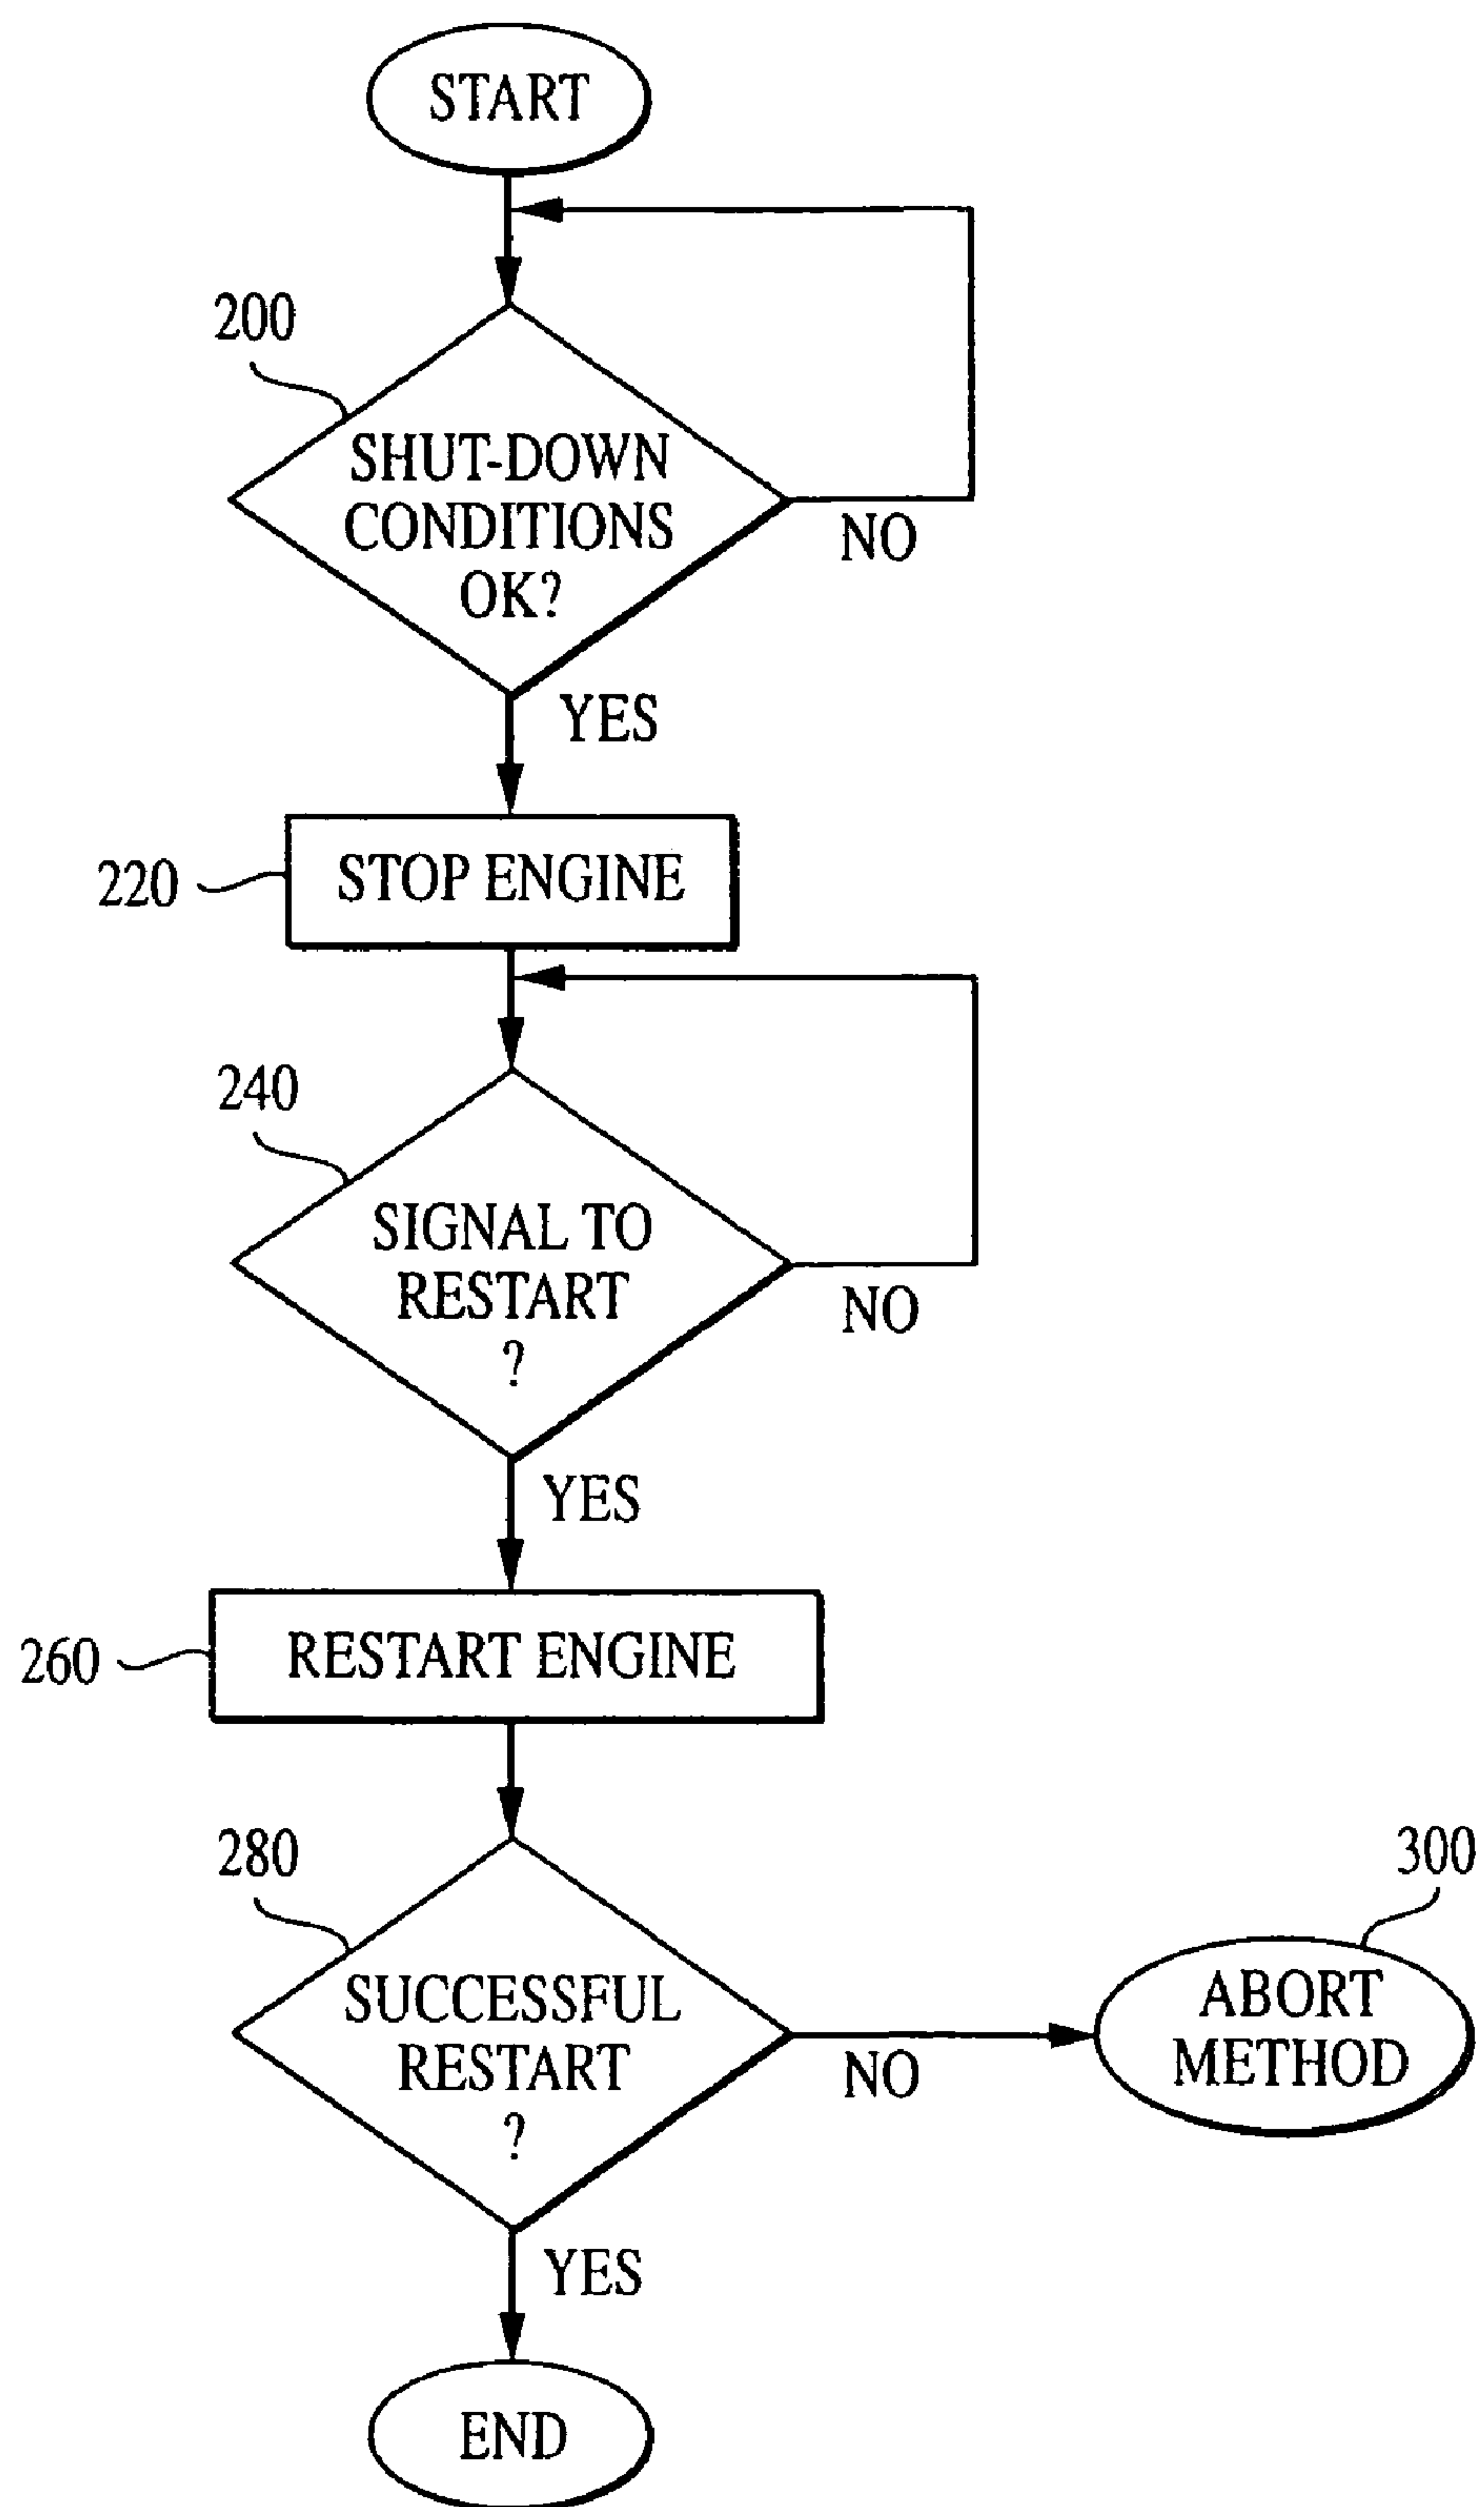 START
200
SHUT-DOWN
CONDITIONS
OK?
NO
YES
220
STOP ENGINE
240
SIGNAL TO
RESTART
?
NO
YES
260
RESTART ENGINE
280
SUCCESSFUL
RESTART
?
NO
300
ABORT
METHOD
YES
END